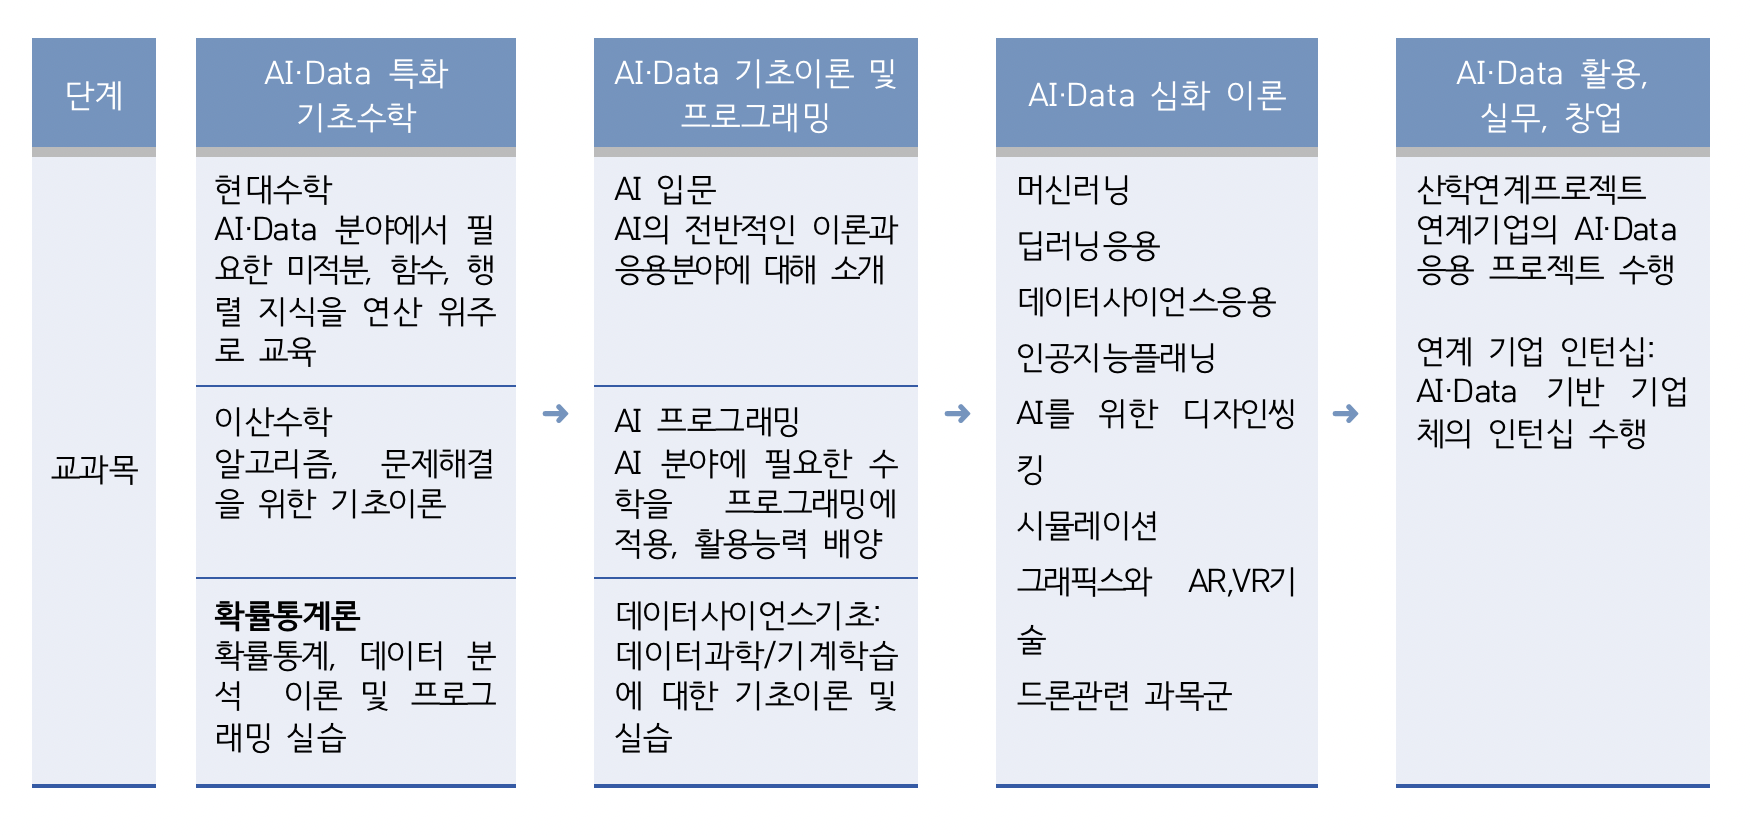 단계
AI·Data 특화
기초수학
AI·Data 기초이론 및
프로그래밍
AI·Data 심화 이론
AI·Data 활용,
실무, 창업
교과목
현대수학
AI·Data 분야에서 필
요한 미적분, 함수, 행
렬 지식을 연산 위주
로 교육
이산수학
알고리즘, 문제해결
을 위한 기초이론
확률통계론
확률통계, 데이터 분
석 이론 및 프로그
래밍 실습
➜
AI 입문
AI의 전반적인 이론과
응용분야에 대해 소개
AI 프로그래밍
AI 분야에 필요한 수
학을 프로그래밍에
적용, 활용능력 배양
데이터사이언스기초:
데이터과학/기계학습
에 대한 기초이론 및
실습
➜
머신러닝
딥러닝응용
데이터사이언스응용
인공지능플래닝
AI를 위한 디자인씽
킹
시뮬레이션
그래픽스와 AR,VR기
술
드론관련 과목군
➜
산학연계프로젝트
연계기업의 AI·Data
응용 프로젝트 수행
연계 기업 인턴십:
AI·Data 기반 기업
체의 인턴십 수행